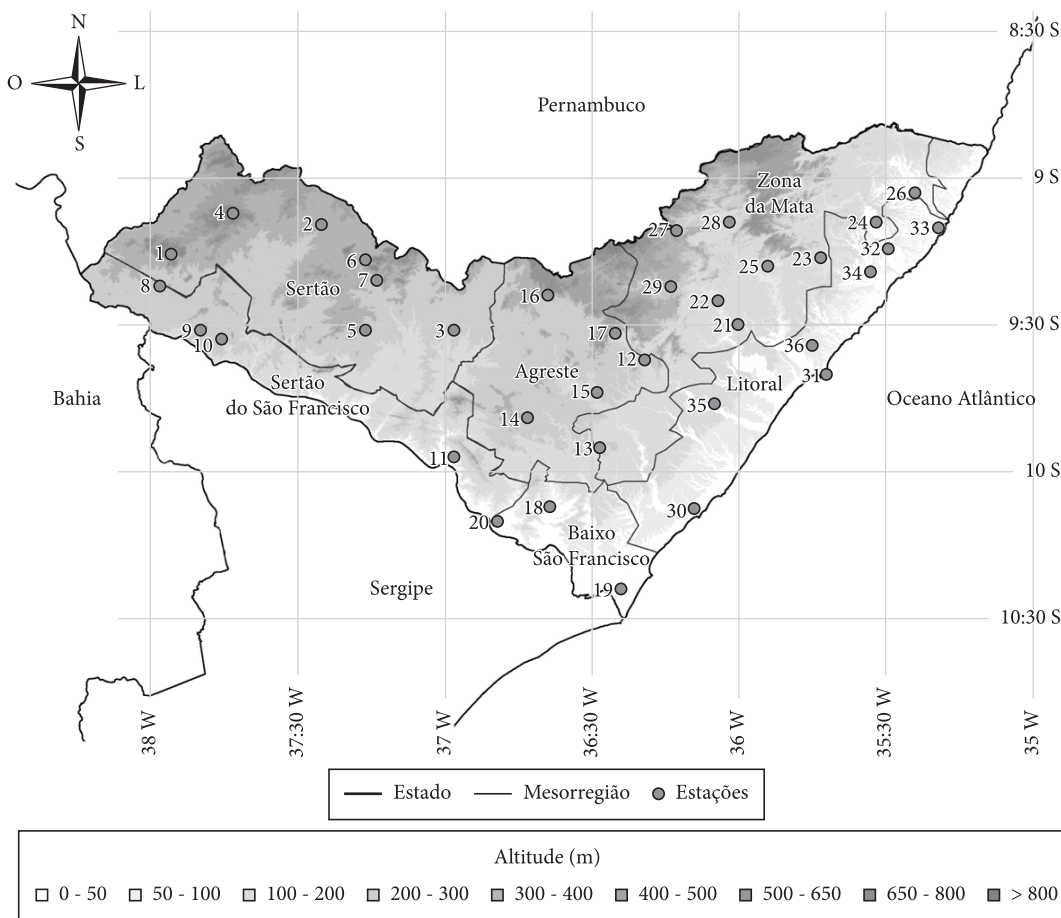 N
8:30 S
O
L
S
Pernambuco
Zona
da Mata
9 S
26
4
2
27
28
24
33
1
6
32
8
7
Sertão
25
23
34
16
29
22
9
10
5
3
17
21
9:30 S
12
36
Agreste
Sertão
do São Francisco
15
Litoral
31
Bahia
Oceano Atlântico
14
35
13
11
10 S
18
30
20
Baixo
São Francisco
Sergipe
19
10:30 S
38 W
37:30 W
37 W
36:30 W
36 W
35:30 W
35 W
Estado
Mesorregião
Estações
Altitude (m)
0 - 50
50 - 100
100 - 200
200 - 300
300 - 400
400 - 500
500 - 650
650 - 800
> 800